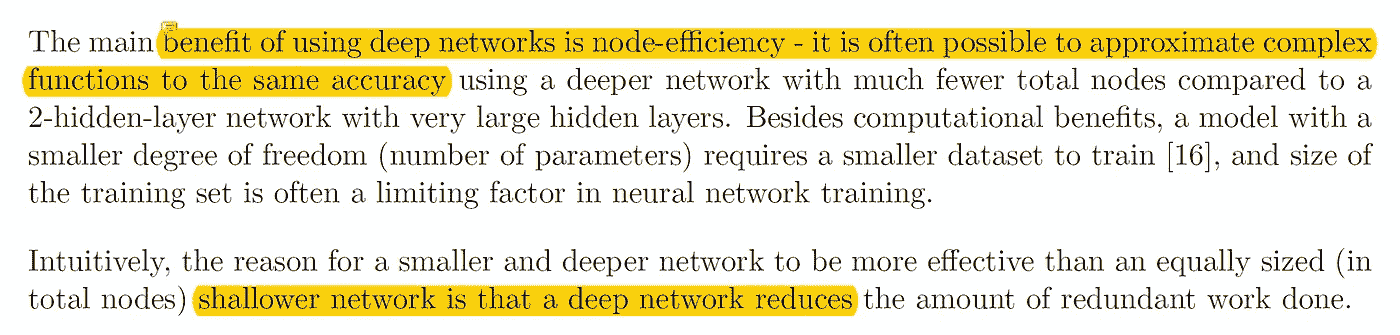 The main benefit of using deep networks is node-efficiency - it is often possible to approximate complex
functions to the same accuracy using a deeper network with much fewer total nodes compared to a
2-hidden-layer network with very large hidden layers. Besides computational benefits, a model with a
smaller degree of freedom (number of parameters) requires a smaller dataset to train [16], and size of
the training set is often a limiting factor in neural network training.
Intuitively, the reason for a smaller and deeper network to be more effective than an equally sized (in
total nodes) shallower network is that a deep network reduces the amount of redundant work done.